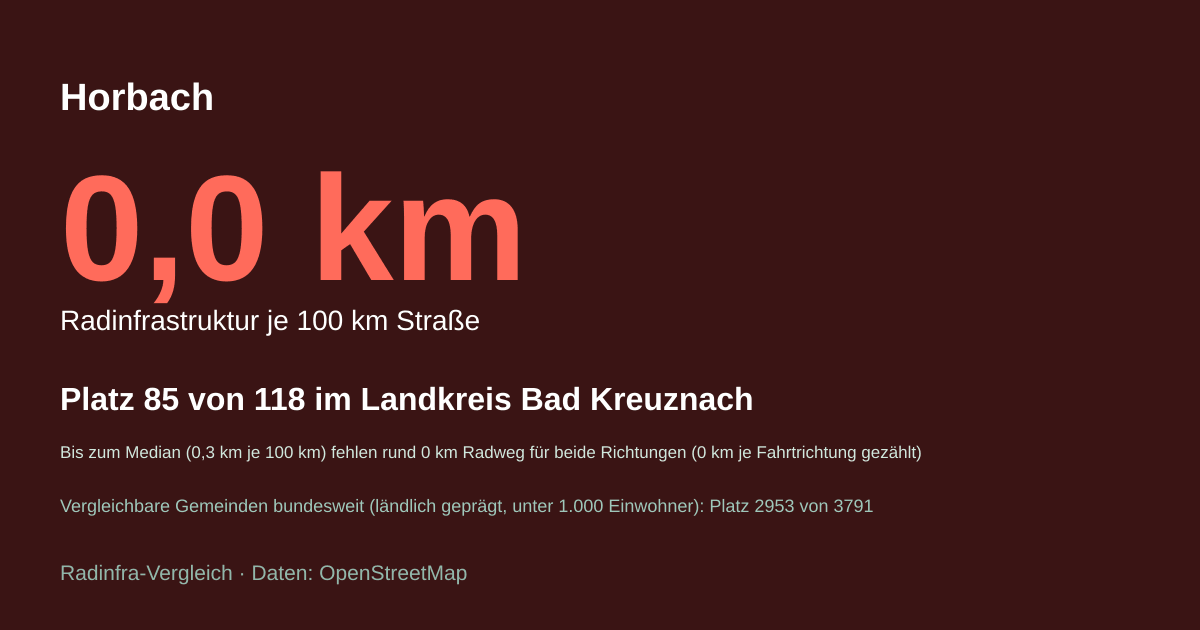 Horbach
0,0 km
Radinfrastruktur je 100 km Straße
Platz 85 von 118 im Landkreis Bad Kreuznach
Bis zum Median (0,3 km je 100 km) fehlen rund 0 km Radweg für beide Richtungen (0 km je Fahrtrichtung gezählt)
Vergleichbare Gemeinden bundesweit (ländlich geprägt, unter 1.000 Einwohner): Platz 2953 von 3791
Radinfra-Vergleich · Daten: OpenStreetMap